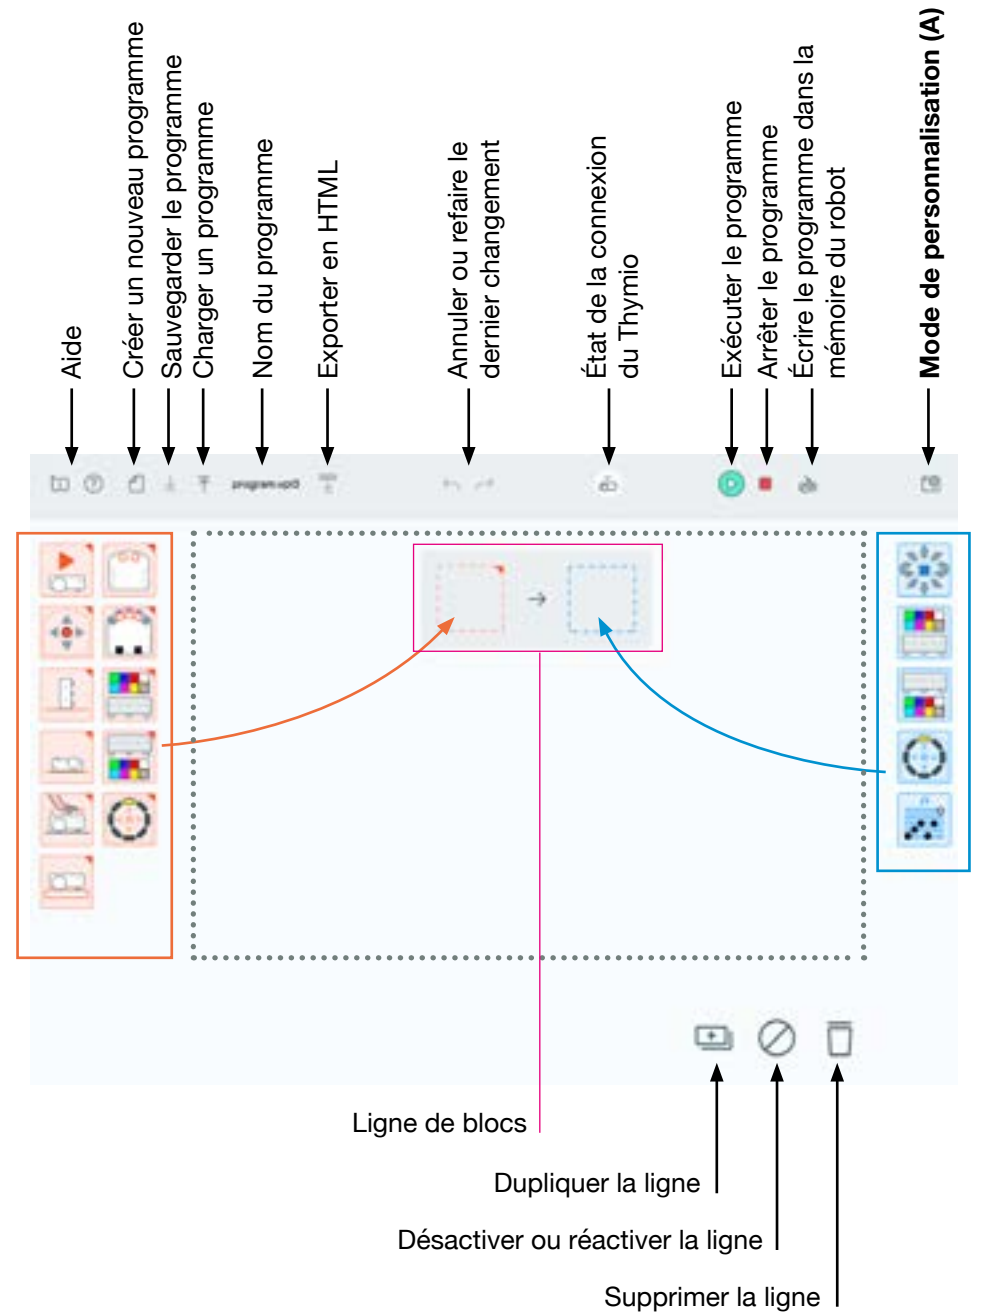 Aide
Créer un nouveau programme
Sauvegarder le programme
Charger un programme
Nom du programme
Exporter en HTML
Annuler ou refaire le
dernier changement
État de la connexion
du Thymio
Exécuter le programme
Arrêter le programme
Écrire le programme dans la
mémoire du robot
Mode de personnalisation (A)
Ligne de blocs
Dupliquer la ligne
Désactiver ou réactiver la ligne
Supprimer la ligne